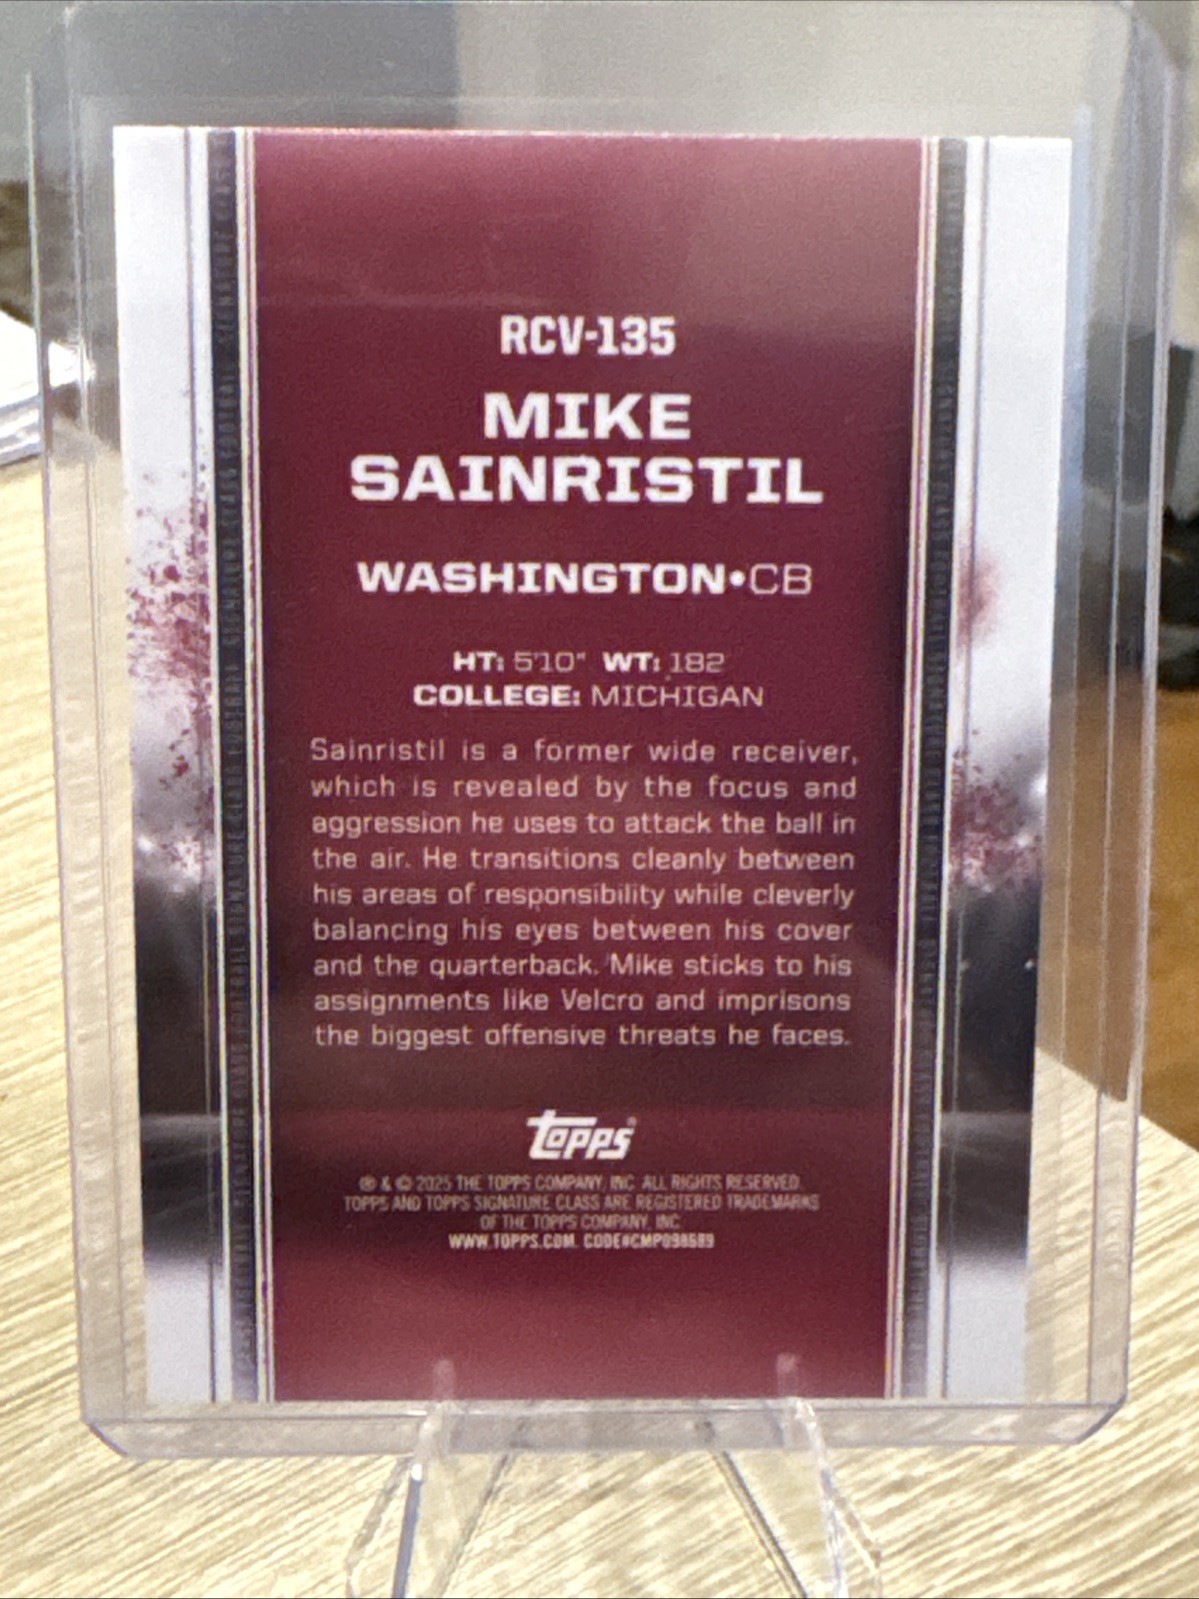 RCV-135
MIKE
SAINRISTIL
WASHINGTON•CB
HT: 5'10" WT: 182
COLLEGE: MICHIGAN
Sainristil is a former wide receiver,
which is revealed by the focus and
aggression he uses to attack the ball in
the air. He transitions cleanly between
his areas of responsibility while cleverly
balancing his eyes between his cover
and the quarterback. Mike sticks to his
assignments like Velcro and imprisons
the biggest offensive threats he faces.
topps
® & © 2025 THE TOPPS COMPANY, INC. ALL RIGHTS RESERVED.
TOPPS AND TOPPS SIGNATURE CLASS ARE REGISTERED TRADEMARKS
OF THE TOPPS COMPANY, INC.
WWW.TOPPS.COM. CODE#CMP098589